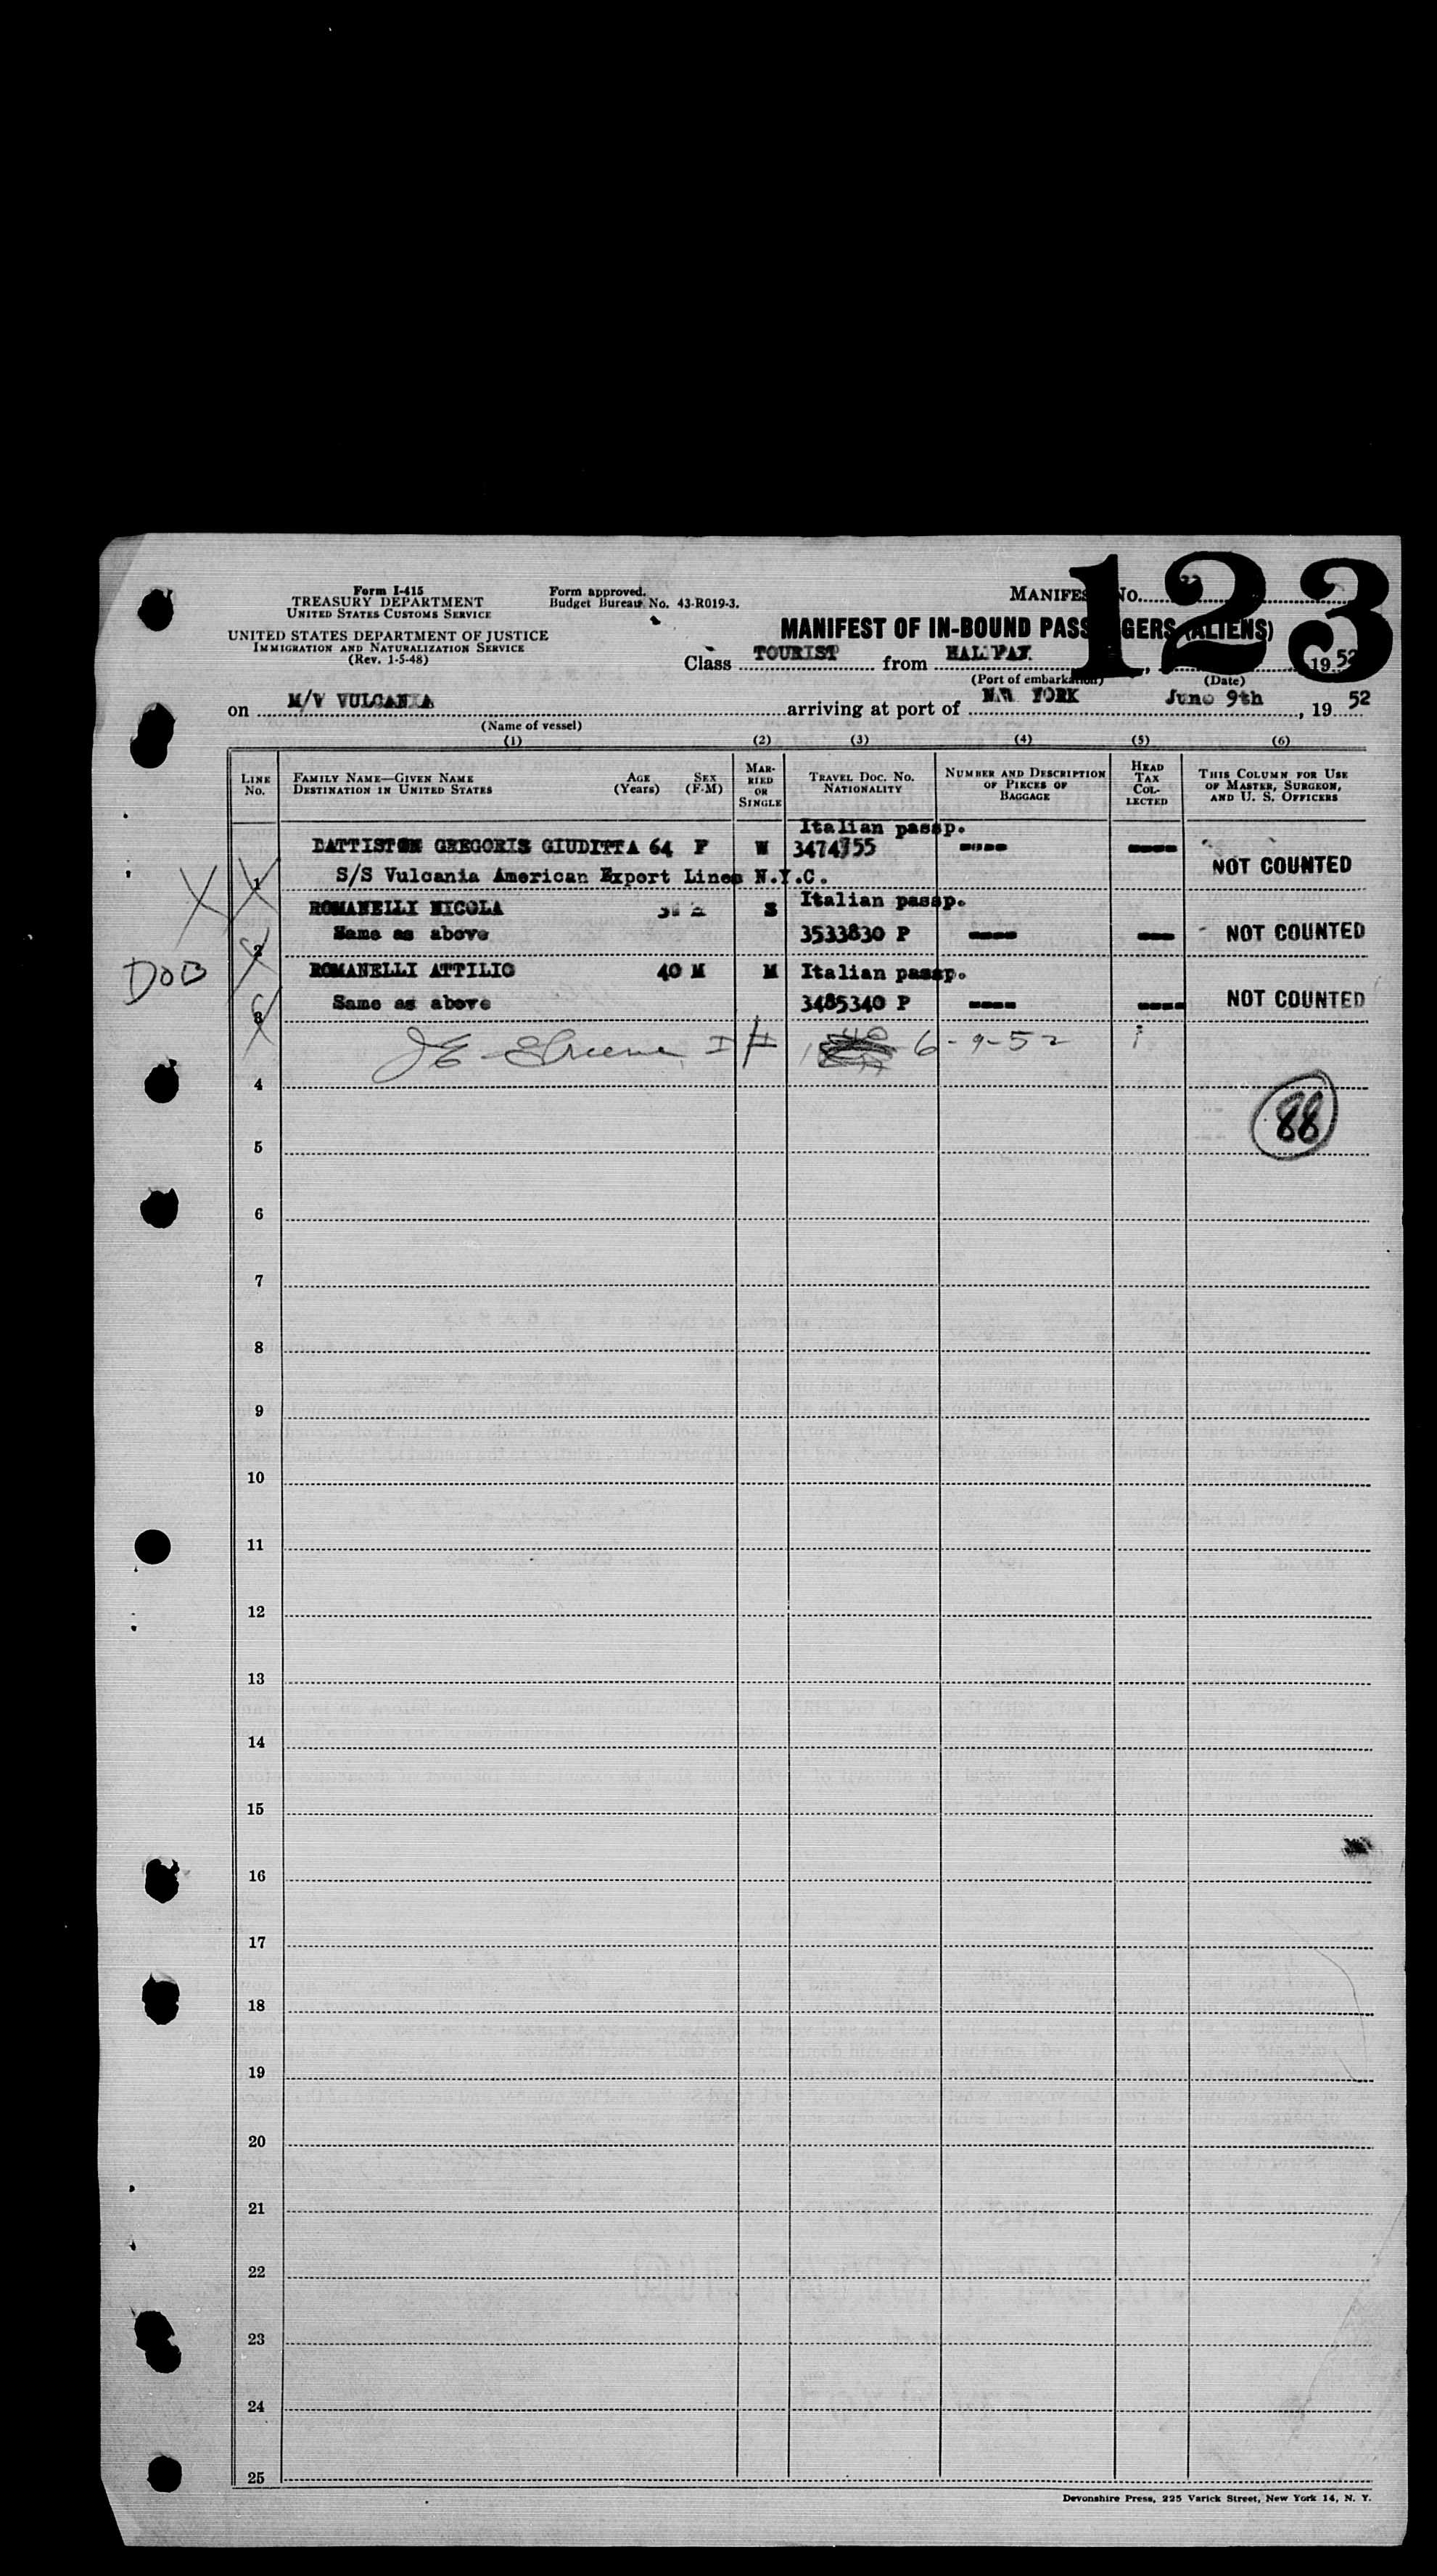 123
Form I-415
TREASURY DEPARTMENT
UNITED STATES CUSTOMS SERVICE
UNITED STATES DEPARTMENT OF JUSTICE
IMMIGRATION AND NATURALIZATION SERVICE
(Rev. 1-5-48)
Form approved.
Budget Bureau No. 43-R019-3.
MANIFEST No.
MANIFEST OF IN-BOUND PASSENGERS (ALIENS)
Class TOURIST from HALIFAX, 1952
(Port of embarkation) (Date)
on M/V VULCANIA arriving at port of NEW YORK June 9th, 19 52
(Name of vessel)
(1) (2) (3) (4) (5) (6)
LINE No. FAMILY NAME—GIVEN NAME DESTINATION IN UNITED STATES AGE (Years) SEX (F-M) MARRIED OR SINGLE TRAVEL DOC. NO. NATIONALITY NUMBER AND DESCRIPTION OF PIECES OF BAGGAGE HEAD TAX COLLECTED THIS COLUMN FOR USE OF MASTER, SURGEON, AND U. S. OFFICERS
Italian passp.
BATTISTON GREGORIS GIUDITTA 64 F W 3474755 ---- ----
1 S/S Vulcania American Export Lines N.Y.C. NOT COUNTED
ROMANELLI NICOLA S Italian passp.
2 Same as above 3533830 P ---- --- NOT COUNTED
ROMANELLI ATTILIO 40 M M Italian passp.
3 Same as above 3485340 P ---- ---- NOT COUNTED
X
DOB
6-9-52
4
88
5
6
7
8
9
10
11
12
13
14
15
16
17
18
19
20
21
22
23
24
25
Devonshire Press, 225 Varick Street, New York 14, N. Y.